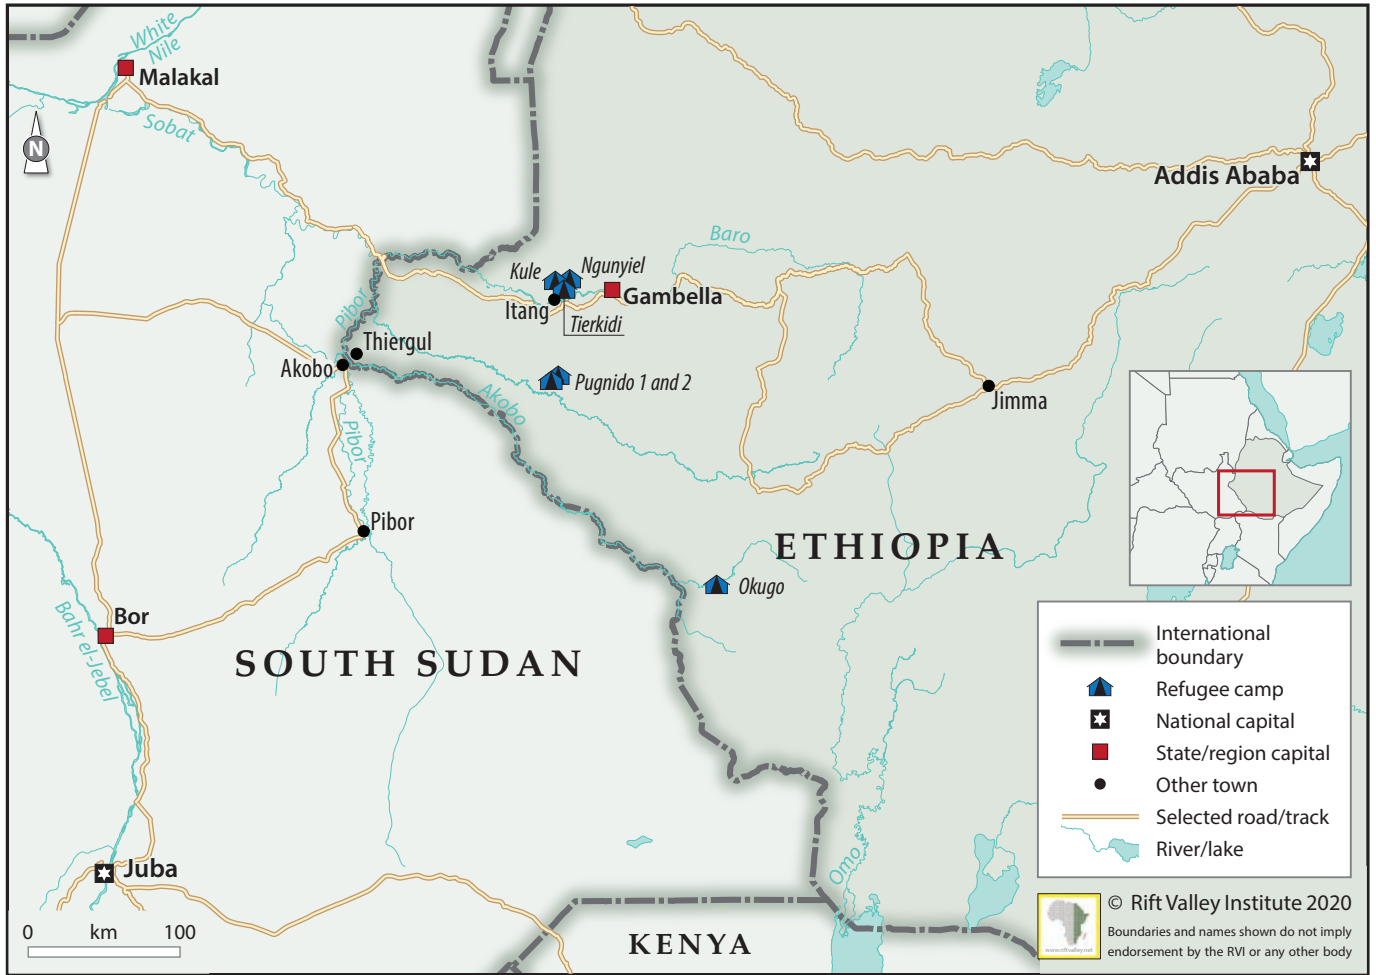 White
Nile
Malakal
Sobat
N
Addis Ababa
Baro
Kule
Ngunyiel
Gambella
Itang
Tierkidi
Pibor
Thiergul
Akobo
Pugnido 1 and 2
Akobo
Jimma
Pibor
Pibor
ETHIOPIA
Okugo
Bor
Bahr el-Jebel
SOUTH SUDAN
International
boundary
Refugee camp
National capital
State/region capital
Other town
Selected road/track
River/lake
Omo
Juba
0 km 100
KENYA
© Rift Valley Institute 2020
Boundaries and names shown do not imply
endorsement by the RVI or any other body
www.riftvalley.net